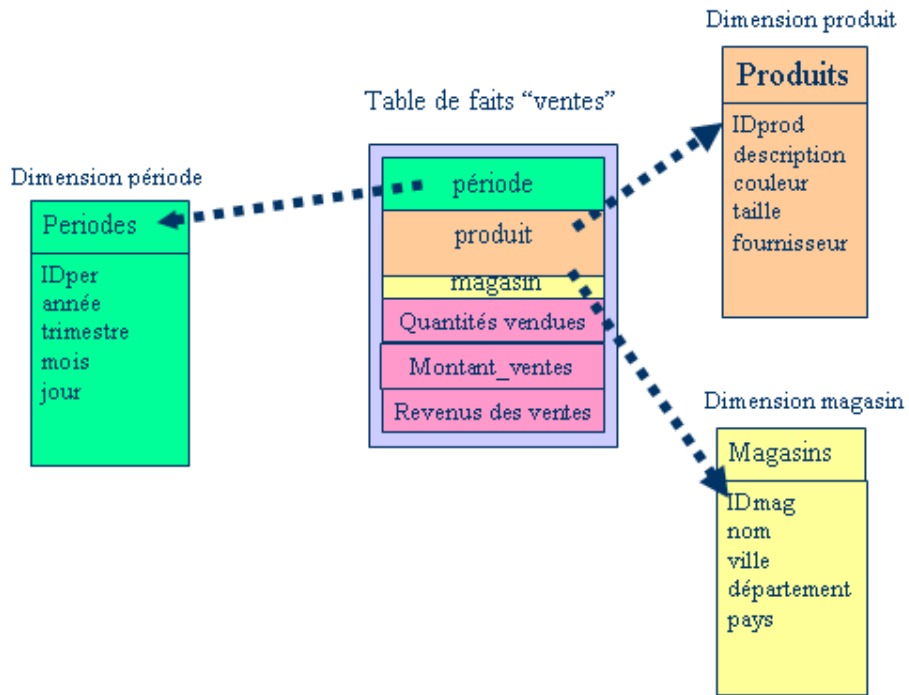 Dimension produit
Produits
IDprod
description
couleur
taille
fournisseur
Table de faits “ventes”
période
produit
magasin
Quantités vendues
Montant_ventes
Revenus des ventes
Dimension période
Periodes
IDper
année
trimestre
mois
jour
Dimension magasin
Magasins
IDmag
nom
ville
département
pays